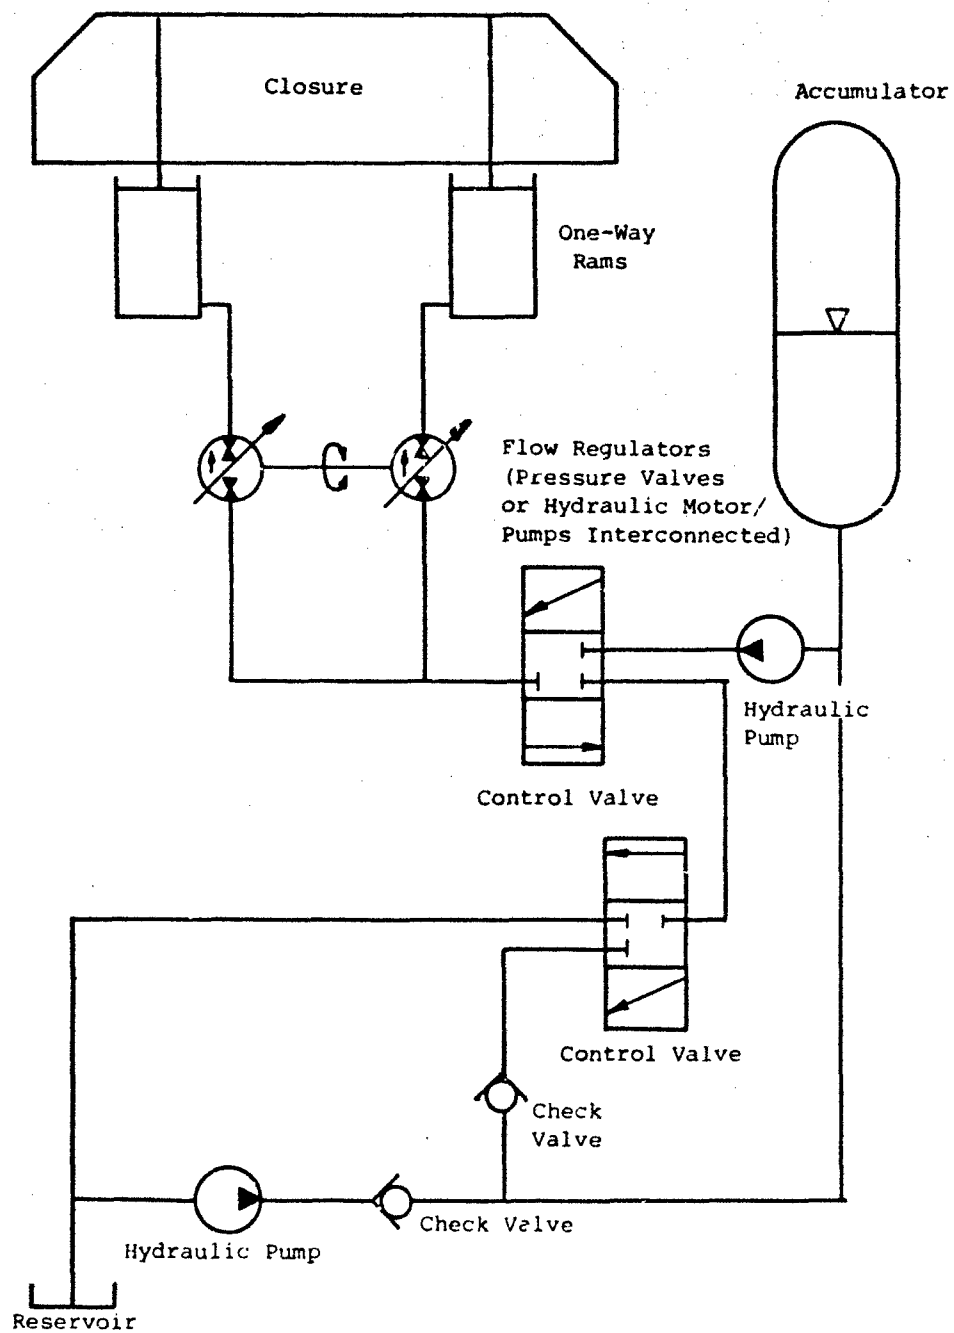 Closure
Accumulator
One-Way
Rams
Flow Regulators
(Pressure Valves
or Hydraulic Motor/
Pumps Interconnected)
Hydraulic
Pump
Control Valve
Control Valve
Check
Valve
Check Valve
Hydraulic Pump
Reservoir